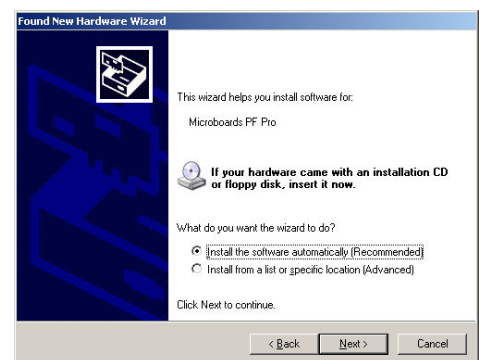 Found New Hardware Wizard
This wizard helps you install software for:
Microboards PF Pro
If your hardware came with an installation CD
or floppy disk, insert it now.
What do you want the wizard to do?
Install the software automatically (Recommended)
Install from a list or specific location (Advanced)
Click Next to continue.
< Back Next > Cancel